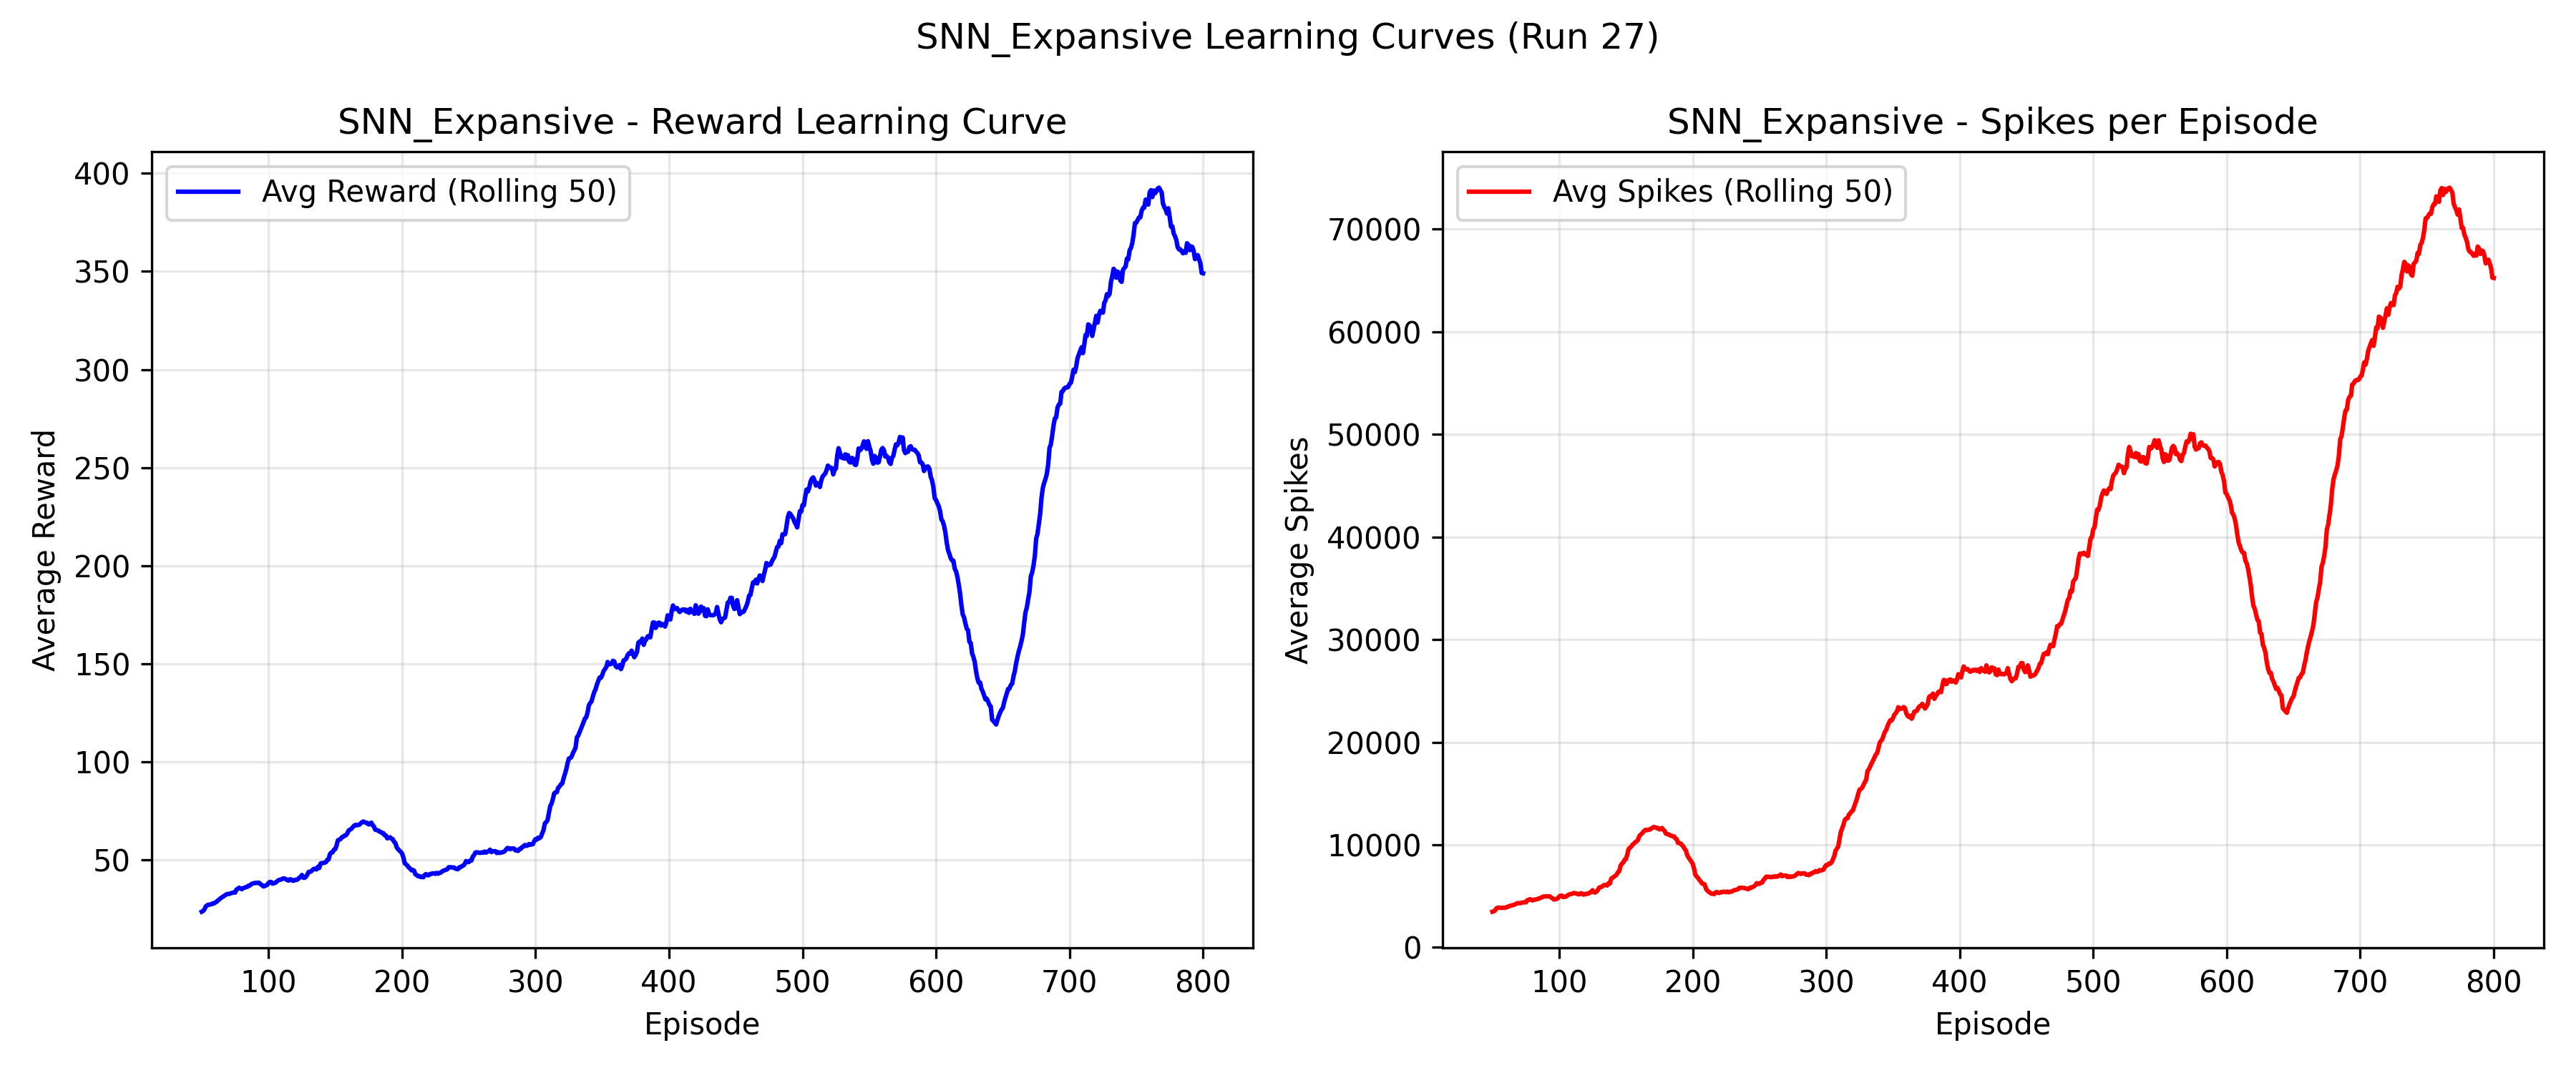 SNN_Expansive Learning Curves (Run 27)
SNN_Expansive - Reward Learning Curve
Avg Reward (Rolling 50)
400
350
300
250
200
150
100
50
Average Reward
100 200 300 400 500 600 700 800
Episode
SNN_Expansive - Spikes per Episode
Avg Spikes (Rolling 50)
70000
60000
50000
40000
30000
20000
10000
0
Average Spikes
100 200 300 400 500 600 700 800
Episode